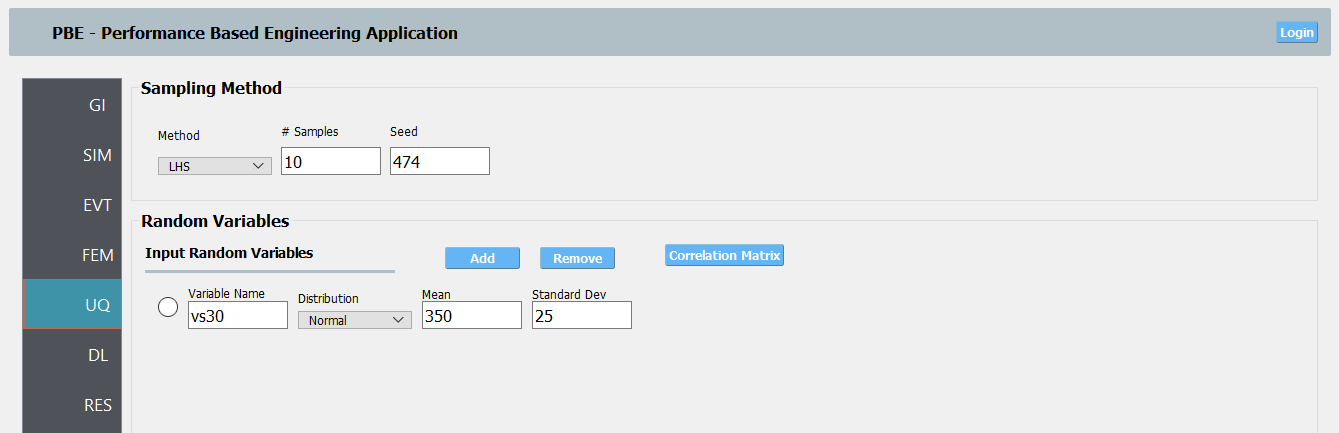 PBE - Performance Based Engineering Application
Login
GI
SIM
EVT
FEM
UQ
DL
RES
Sampling Method
Method
# Samples
Seed
LHS
10
474
Random Variables
Input Random Variables
Add
Remove
Correlation Matrix
Variable Name
Distribution
Mean
Standard Dev
vs30
Normal
350
25